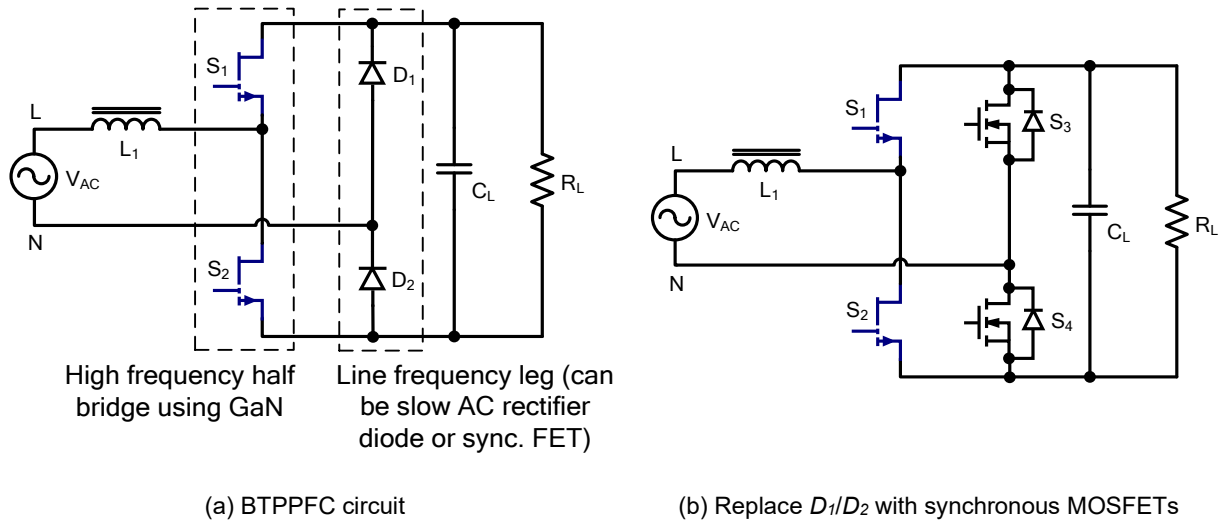 S1
D1
L
L1
VAC
CL
RL
N
S2
D2
High frequency half
bridge using GaN
Line frequency leg (can
be slow AC rectifier
diode or sync. FET)
(a) BTPPFC circuit
S1
S3
L
L1
VAC
CL
RL
N
S2
S4
(b) Replace D1/D2 with synchronous MOSFETs